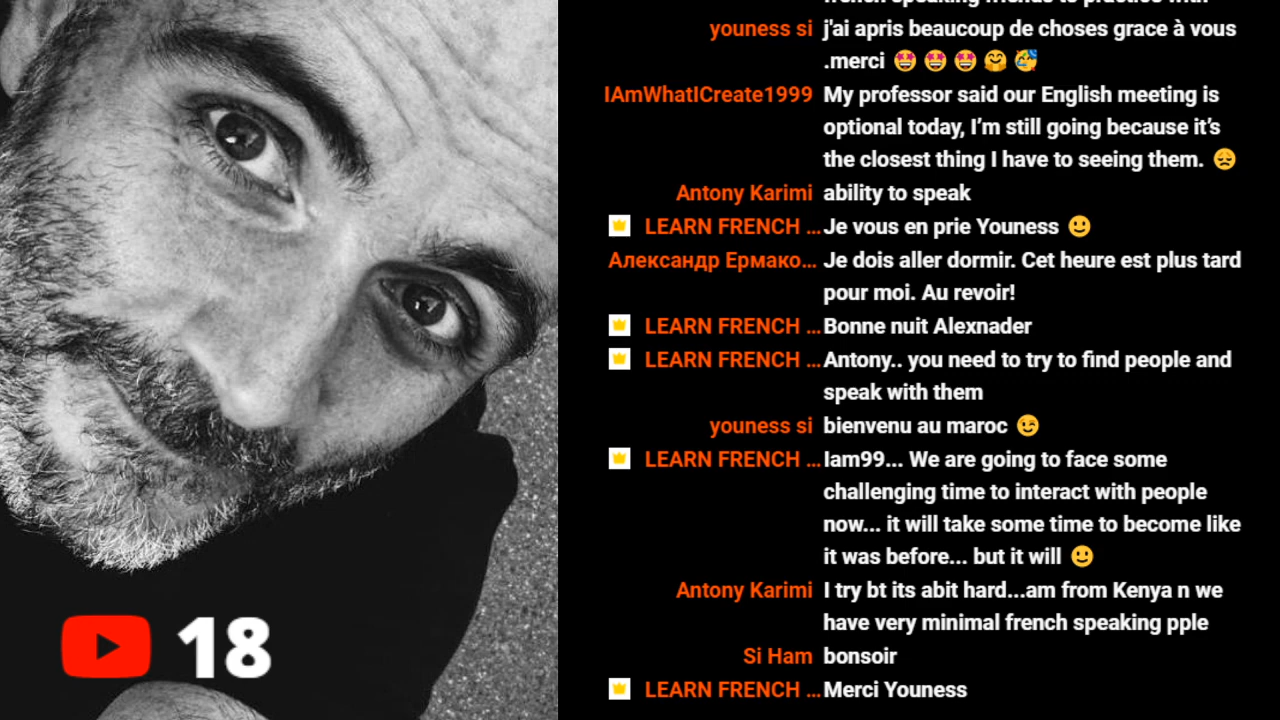 french speaking friends to practice with
youness si j'ai apris beaucoup de choses grace à vous
.merci 🤩 🤩 🤩 🤗 🥳
IAmWhatICreate1999 My professor said our English meeting is
optional today, I’m still going because it’s
the closest thing I have to seeing them. 😔
Antony Karimi ability to speak
LEARN FRENCH ... Je vous en prie Youness 🙂
Александр Ермако... Je dois aller dormir. Cet heure est plus tard
pour moi. Au revoir!
LEARN FRENCH ... Bonne nuit Alexnader
LEARN FRENCH ... Antony.. you need to try to find people and
speak with them
youness si bienvenu au maroc 😉
LEARN FRENCH ... Iam99... We are going to face some
challenging time to interact with people
now... it will take some time to become like
it was before... but it will 🙂
Antony Karimi I try bt its abit hard...am from Kenya n we
have very minimal french speaking pple
Si Ham bonsoir
LEARN FRENCH ... Merci Youness
18